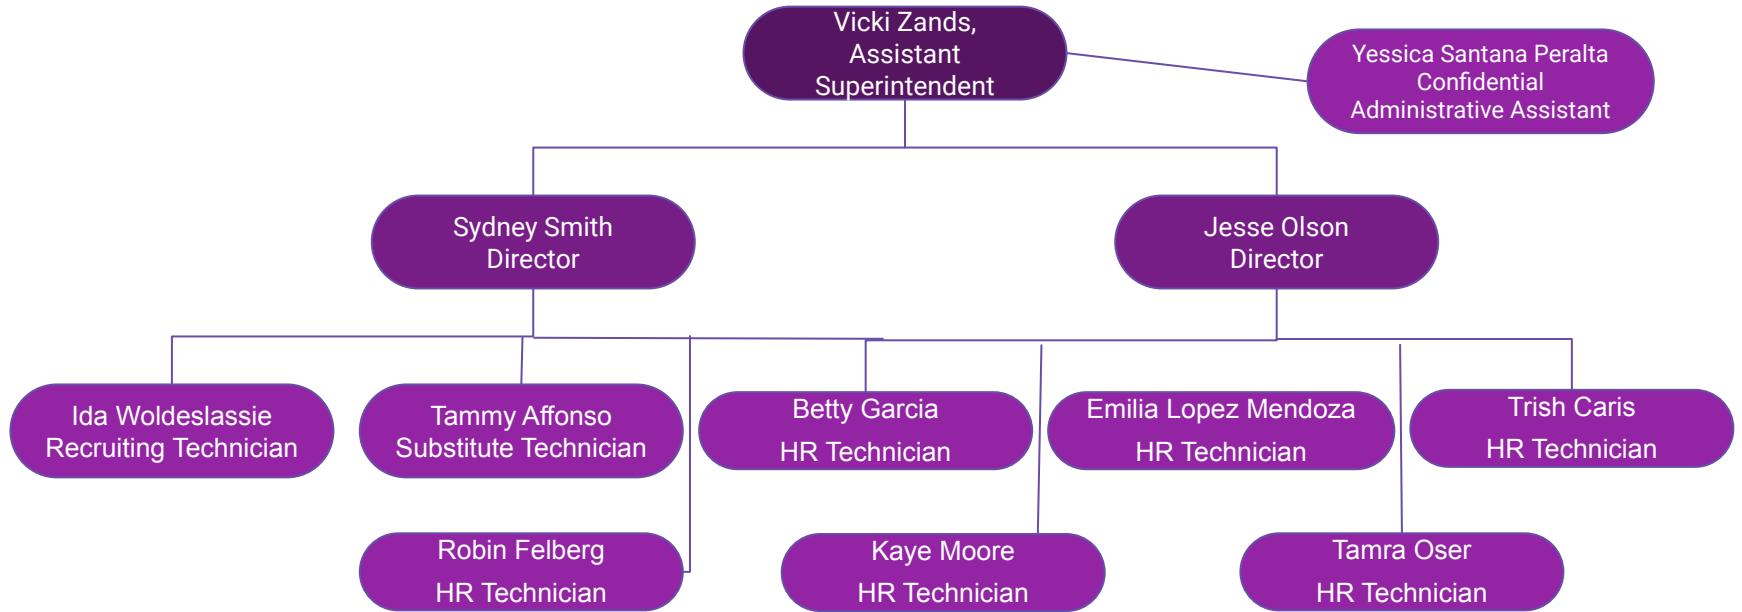 Vicki Zands,
Assistant
Superintendent
Yessica Santana Peralta
Confidential
Administrative Assistant
Sydney Smith
Director
Jesse Olson
Director
Ida Woldeslassie
Recruiting Technician
Tammy Affonso
Substitute Technician
Betty Garcia
HR Technician
Emilia Lopez Mendoza
HR Technician
Trish Caris
HR Technician
Robin Felberg
HR Technician
Kaye Moore
HR Technician
Tamra Oser
HR Technician